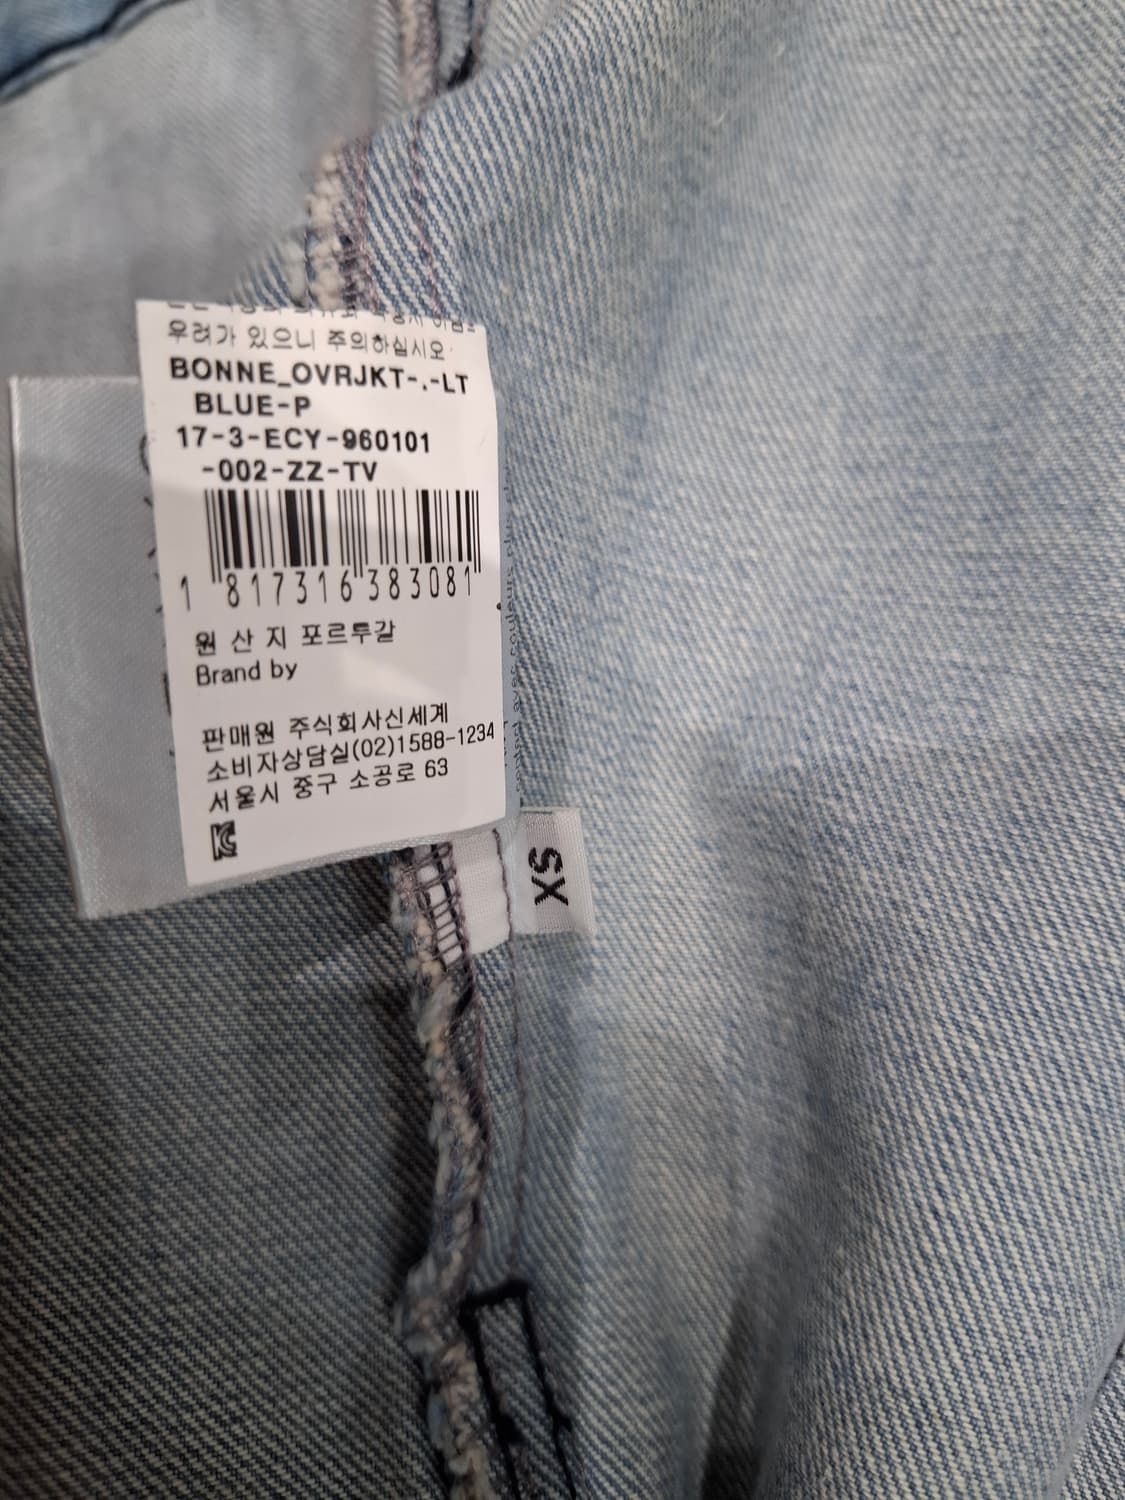 우려가 있으니 주의하십시오
BONNE_OVRJKT-.-LT
BLUE-P
17-3-ECY-960101
-002-ZZ-TV
1 817316 383081
원 산 지 포르투갈
Brand by
판매원 주식회사신세계
소비자상담실(02)1588-1234
서울시 중구 소공로 63
XS